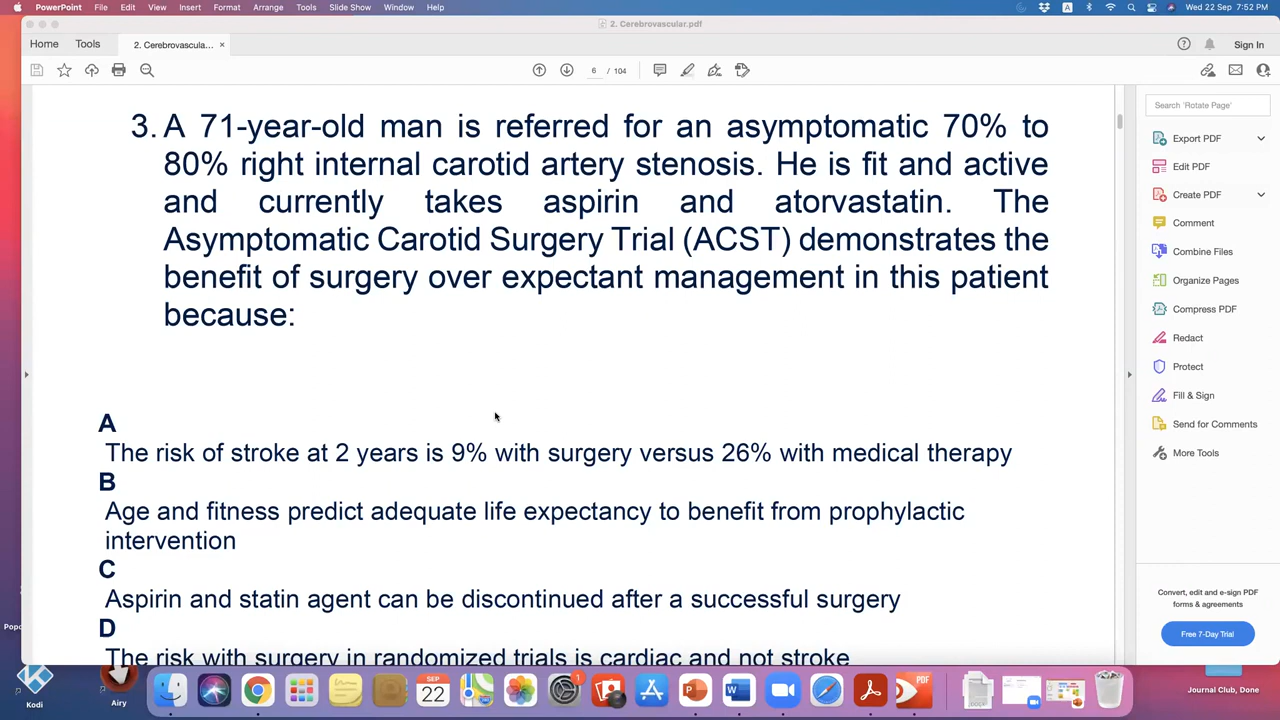 PowerPoint File Edit View Insert Format Arrange Tools Slide Show Window Help A Wed 22 Sep 7:52 PM
2. Cerebrovascular.pdf
Home Tools 2. Cerebrovascula... × ? Sign In
6 / 104
Search 'Rotate Page'
Export PDF
Edit PDF
Create PDF
Comment
Combine Files
Organize Pages
Compress PDF
Redact
Protect
Fill & Sign
Send for Comments
More Tools
Convert, edit and e-sign PDF
forms & agreements
Free 7-Day Trial
3. A 71-year-old man is referred for an asymptomatic 70% to
80% right internal carotid artery stenosis. He is fit and active
and currently takes aspirin and atorvastatin. The
Asymptomatic Carotid Surgery Trial (ACST) demonstrates the
benefit of surgery over expectant management in this patient
because:
A
The risk of stroke at 2 years is 9% with surgery versus 26% with medical therapy
B
Age and fitness predict adequate life expectancy to benefit from prophylactic
intervention
C
Aspirin and statin agent can be discontinued after a successful surgery
D
The risk with surgery in randomized trials is cardiac and not stroke
SEP
22
1
PDF
Kodi
Airy
Journal Club, Done